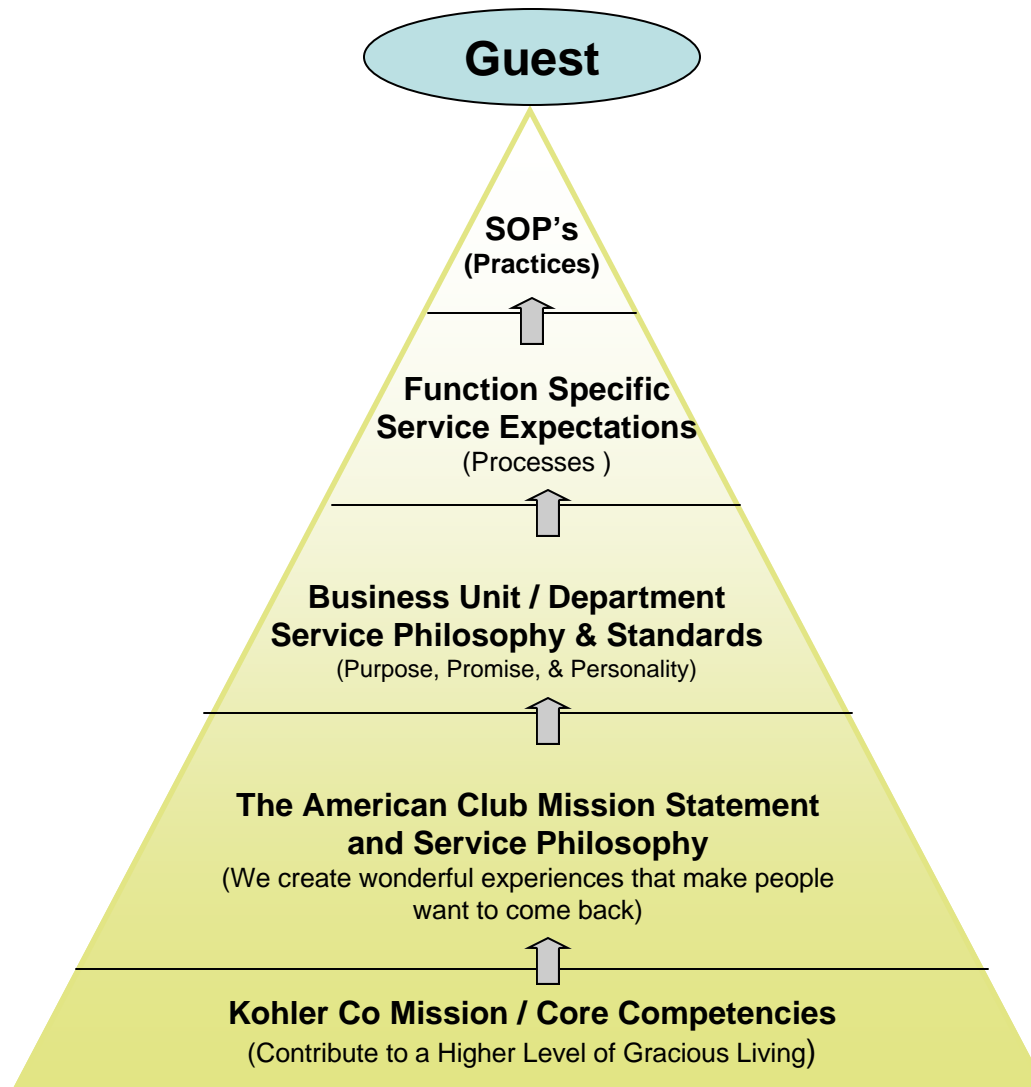 Guest
SOP's
(Practices)
Function Specific
Service Expectations
(Processes )
Business Unit / Department
Service Philosophy & Standards
(Purpose, Promise, & Personality)
The American Club Mission Statement
and Service Philosophy
(We create wonderful experiences that make people
want to come back)
Kohler Co Mission / Core Competencies
(Contribute to a Higher Level of Gracious Living)